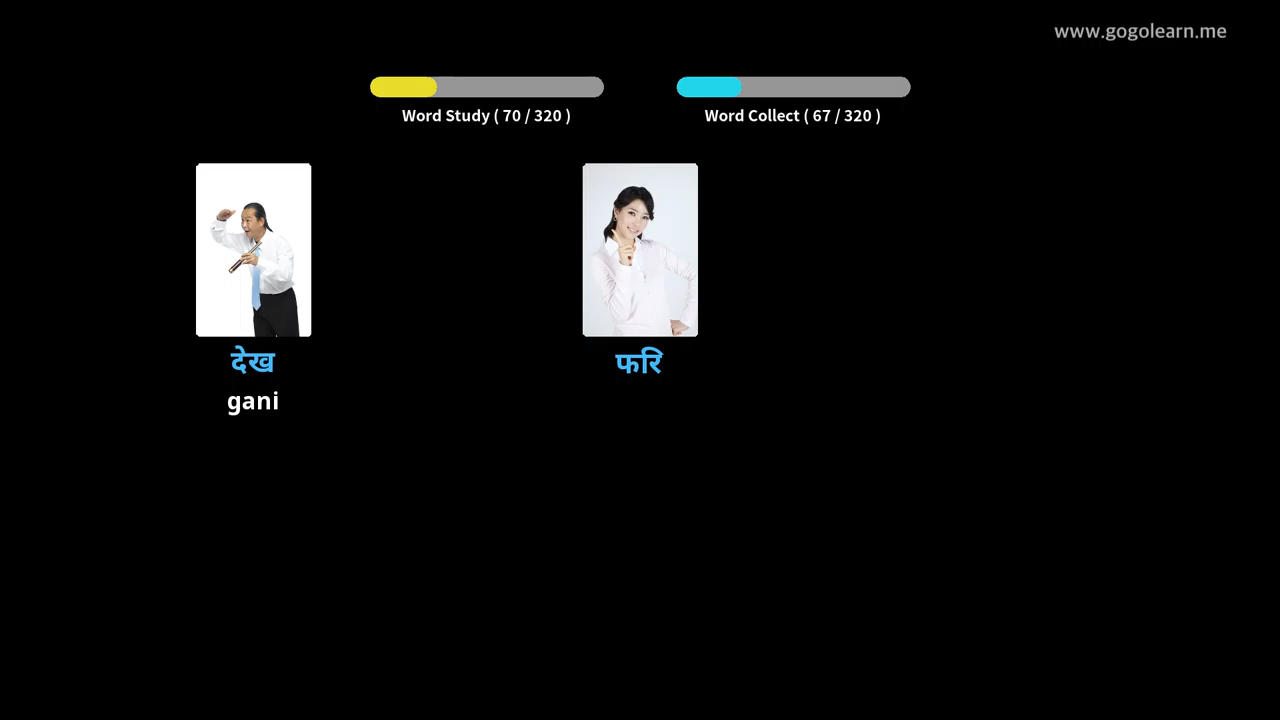 www.gogolearn.me
Word Study ( 70 / 320 )
Word Collect ( 67 / 320 )
देख
फरि
gani